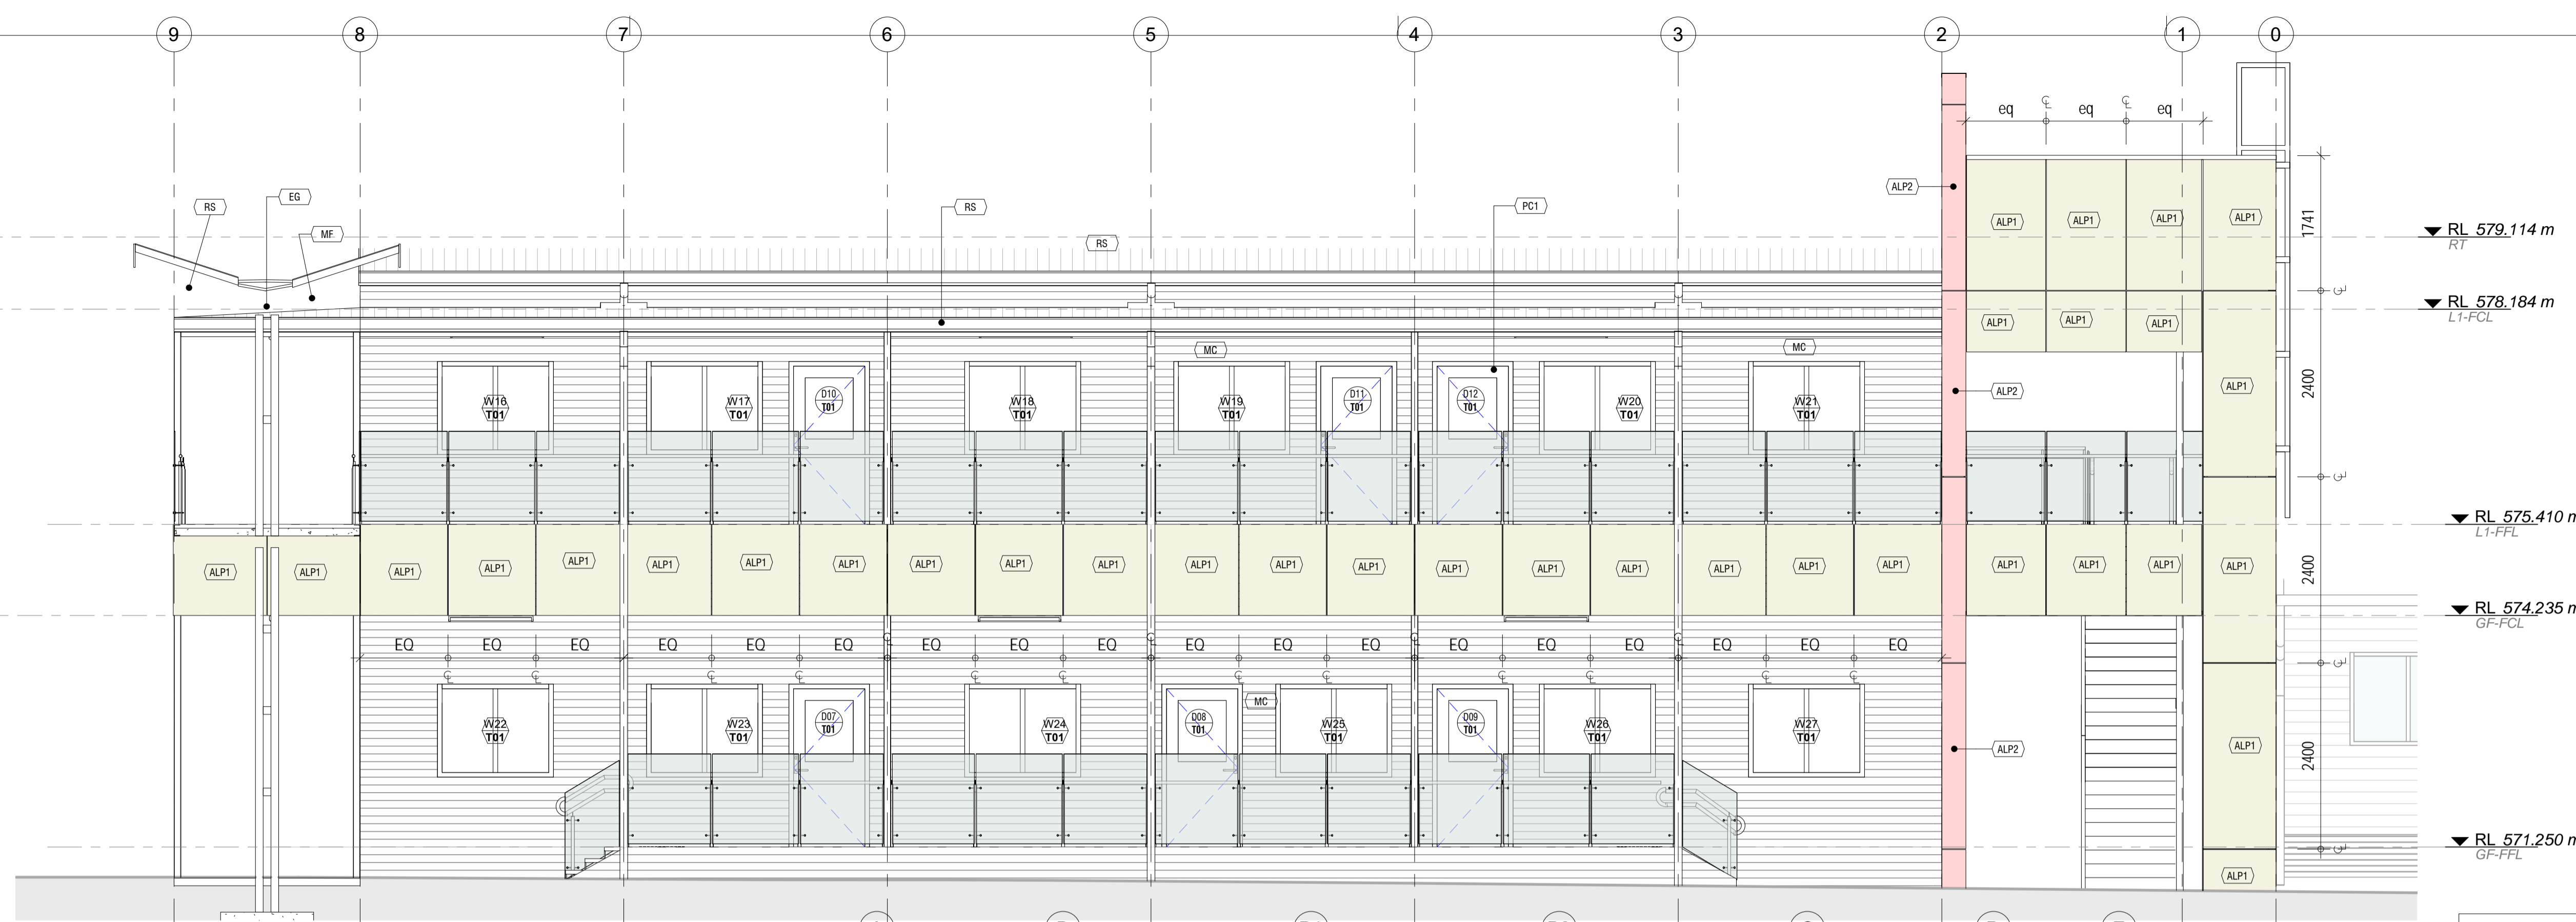 9 8 7 6 5 4 3 2 1 0
eq ℄ eq ℄ eq
ALP2
RS EG RS PC1
MF RS
ALP1 ALP1 ALP1 ALP1
1741
RL 579.114 m
RT
RL 578.184 m
L1-FCL
ALP1 ALP1 ALP1
MC MC
ALP2 ALP1
2400
W16 W17 D10 W18 W19 D11 D12 W20 W21
T01 T01 T01 T01 T01 T01 T01 T01 T01
RL 575.410 m
L1-FFL
ALP1 ALP1 ALP1 ALP1 ALP1 ALP1 ALP1 ALP1 ALP1 ALP1 ALP1 ALP1 ALP1 ALP1 ALP1 ALP1 ALP1 ALP1 ALP1 ALP1 ALP1 ALP1 ALP1 ALP1
2400
RL 574.235 m
GF-FCL
EQ EQ EQ EQ EQ EQ EQ EQ EQ EQ EQ EQ EQ EQ EQ EQ EQ EQ
MC
W22 W23 D07 W24 D08 W25 D09 W26 W27
T01 T01 T01 T01 T01 T01 T01 T01 T01
ALP2 ALP1
2400
RL 571.250 m
GF-FFL
ALP1